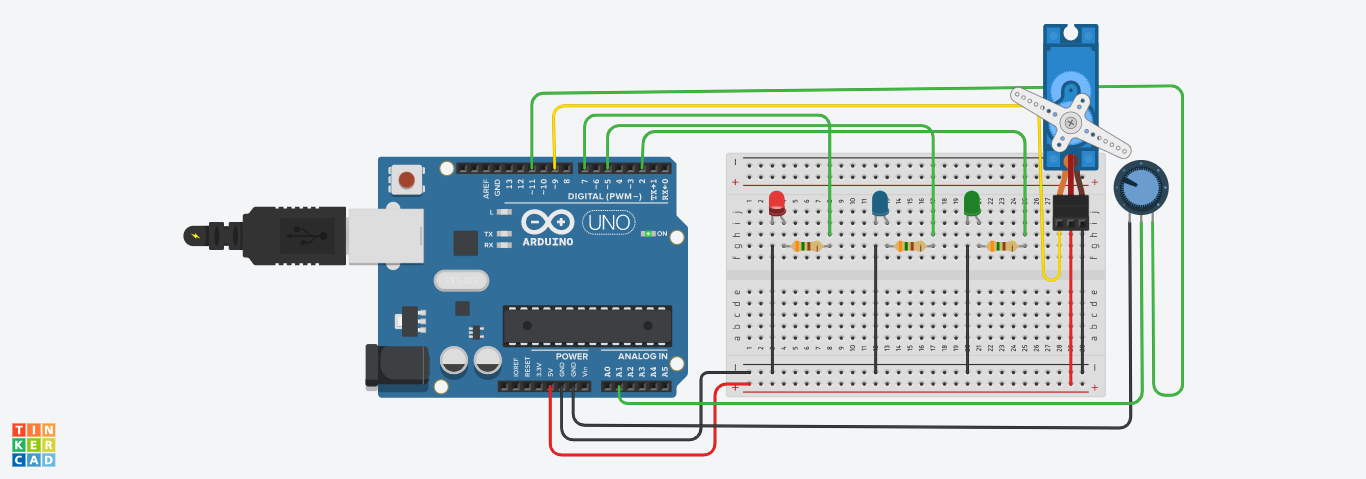 AREF
GND
13
12
~11
~10
~9
8
7
~6
~5
4
~3
2
TX→1
RX←0
DIGITAL (PWM~)
L
TX
RX
ARDUINO
UNO
ON
POWER
ANALOG IN
IOREF
RESET
3.3V
5V
GND
GND
Vin
A0
A1
A2
A3
A4
A5
TIN
KER
CAD